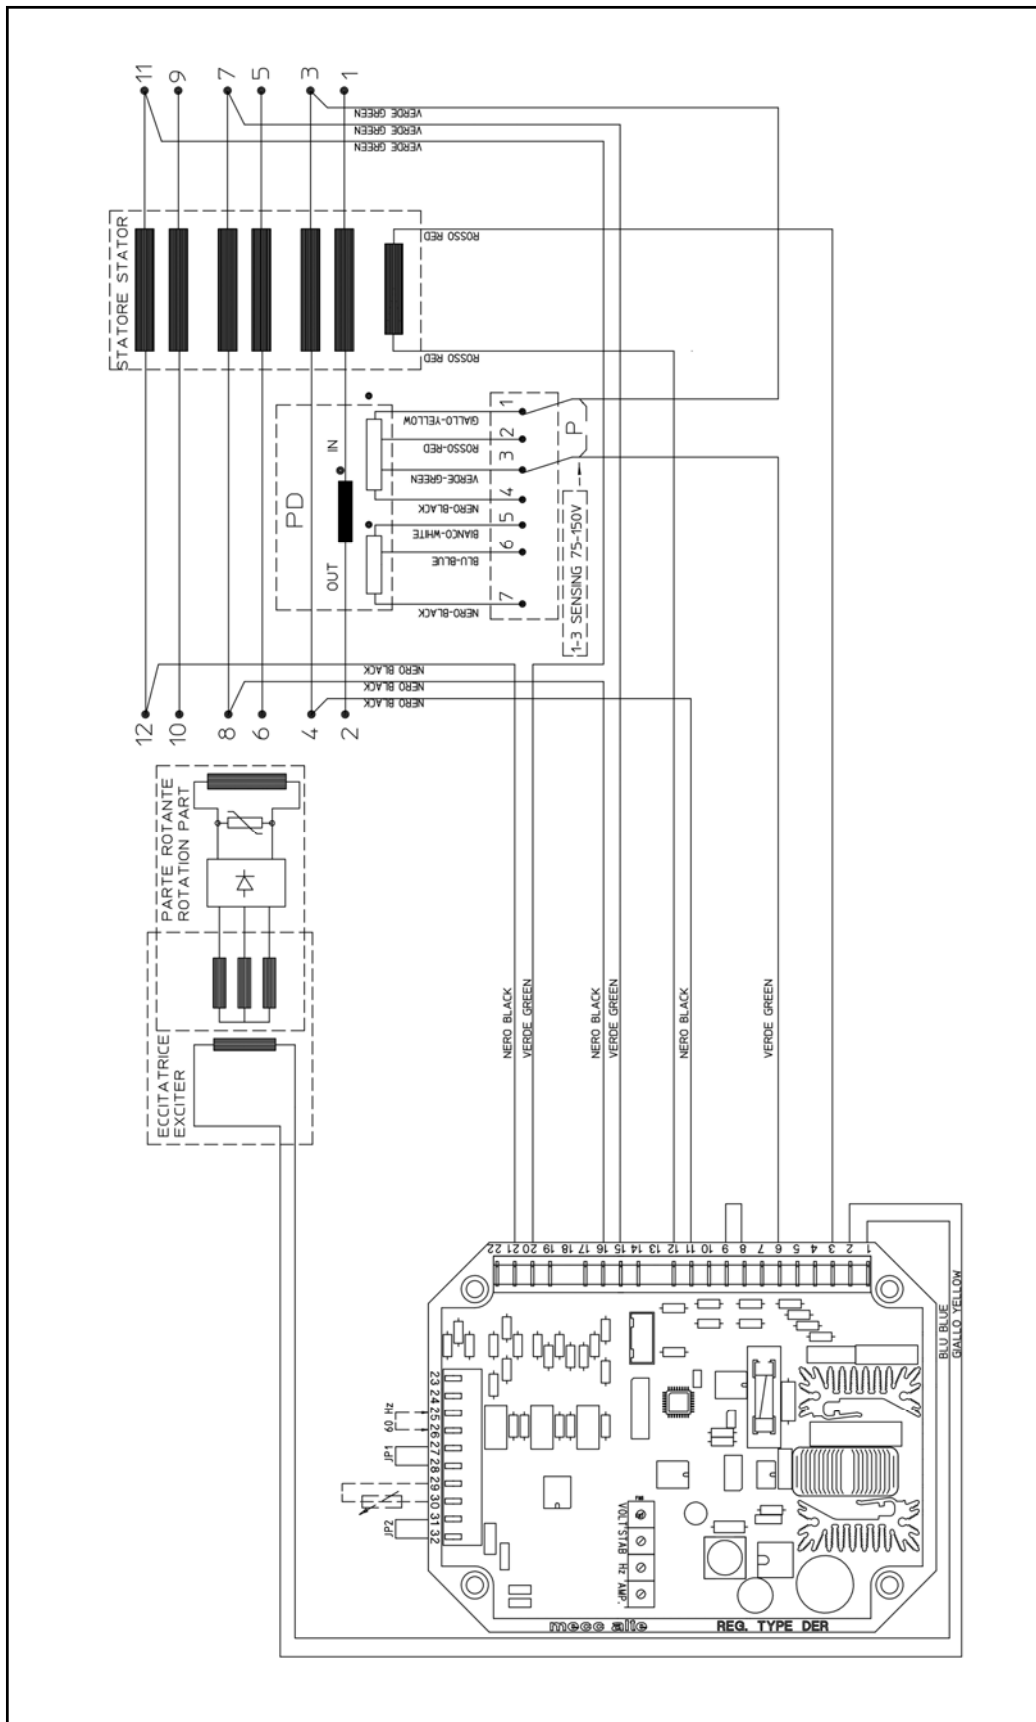 11
9
7
5
3
1
VERDE GREEN
VERDE GREEN
VERDE GREEN
STATORE STATOR
ROSSO RED
ROSSO RED
PD
IN
OUT
GIALLO-YELLOW
ROSSO-RED
VERDE-GREEN
NERO-BLACK
BIANCO-WHITE
BLU-BLUE
NERO-BLACK
1
2
3
4
5
6
7
P
1-3 SENSING 75-150V
NERO BLACK
NERO BLACK
NERO BLACK
12
10
8
6
4
2
PARTE ROTANTE
ROTATION PART
ECCITATRICE
EXCITER
NERO BLACK
VERDE GREEN
NERO BLACK
VERDE GREEN
NERO BLACK
VERDE GREEN
22
21
20
19
18
17
16
15
14
13
12
11
10
9
8
7
6
5
4
3
2
1
BLU BLUE
GIALLO YELLOW
23
24
25
26
27
28
29
30
31
32
60 Hz
JP1
JP2
VOLT
STAB
Hz
AMP.
mecc alte
REG. TYPE DER